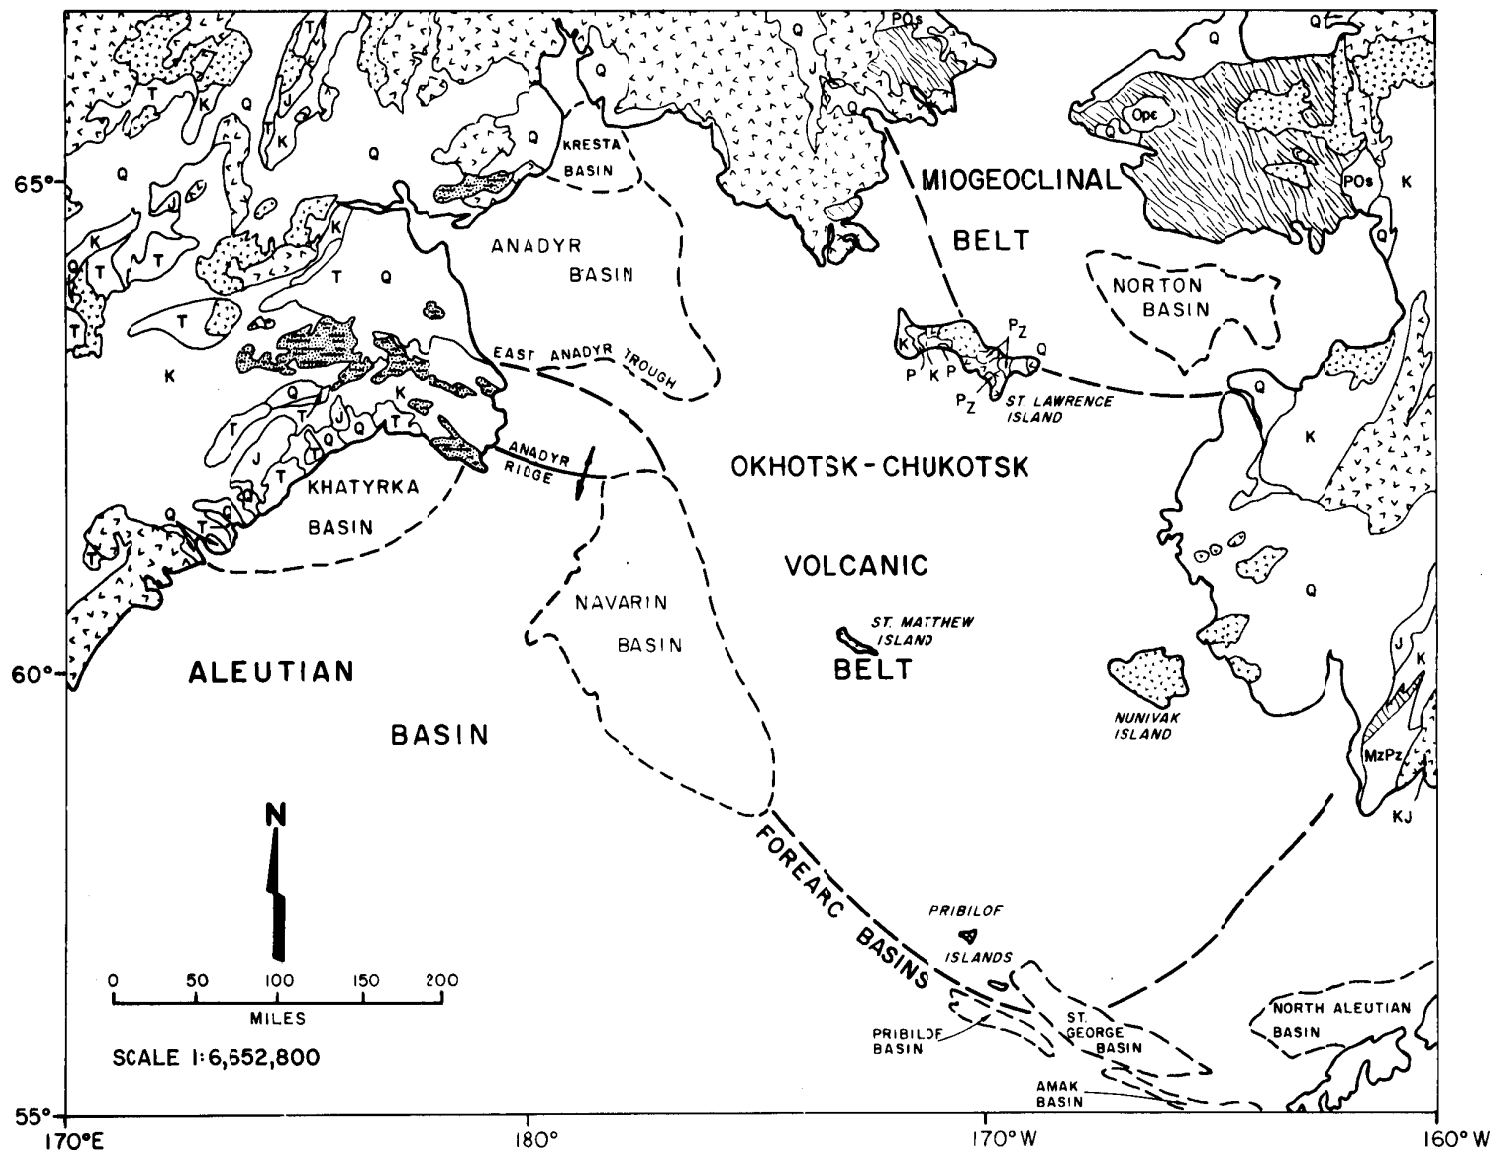 POs
Q
T
Q
Q
Q
T
K
Q
J
T
K
Q
Q
Opє
Q
KRESTA
BASIN
65°
Q
J
MIOGEOCLINAL
POs
K
K
K
BELT
Q
ANADYR
BASIN
T
T
T
Q
NORTON
BASIN
T
T
PZ
Q
K
EAST ANADYR TROUGH
P K P
K
PZ
ST. LAWRENCE
ISLAND
Q
K
Q
T
J
T
Q
Q
T
K
J
T
ANADYR
RIDGE
OKHOTSK-CHUKOTSK
KHATYRKA
BASIN
Q
Q
Q
T
T
VOLCANIC
Q
NAVARIN
BASIN
ST. MATTHEW
ISLAND
J
K
60°
ALEUTIAN
BELT
NUNIVAK
ISLAND
BASIN
MzPz
KJ
N
FOREARC BASINS
PRIBILOF
ISLANDS
0 50 100 150 200
MILES
SCALE 1:6,652,800
PRIBILOF
BASIN
ST.
GEORGE
BASIN
NORTH ALEUTIAN
BASIN
AMAK
BASIN
55°
170°E
180°
170°W
160°W